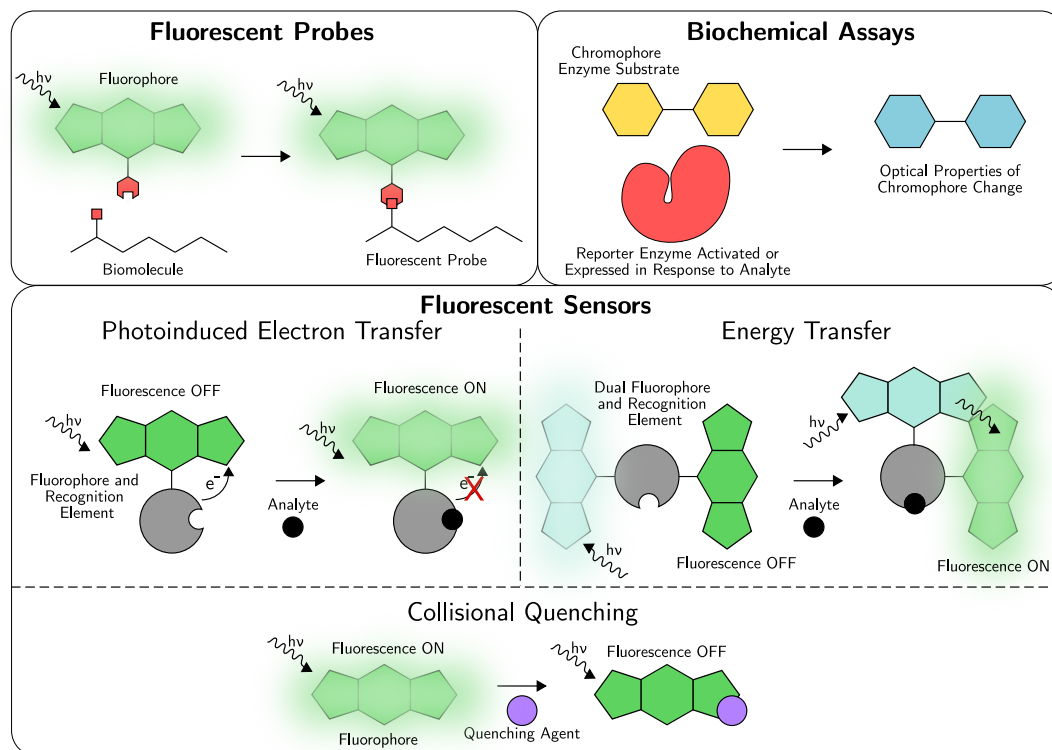 Fluorescent Probes
hν
Fluorophore
hν
Biomolecule
Fluorescent Probe
Biochemical Assays
Chromophore
Enzyme Substrate
Optical Properties of
Chromophore Change
Reporter Enzyme Activated or
Expressed in Response to Analyte
Fluorescent Sensors
Photoinduced Electron Transfer
Fluorescence OFF
hν
Fluorophore and
Recognition
Element
e⁻
Analyte
Fluorescence ON
hν
e⁻
X
Energy Transfer
Dual Fluorophore
and Recognition
Element
hν
Fluorescence OFF
Analyte
hν
Fluorescence ON
Collisional Quenching
hν
Fluorescence ON
Fluorophore
Quenching Agent
hν
Fluorescence OFF